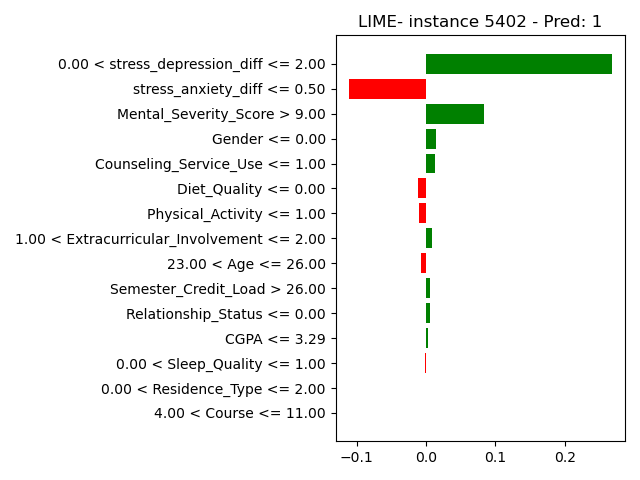 LIME- instance 5402 - Pred: 1
0.00 < stress_depression_diff <= 2.00
stress_anxiety_diff <= 0.50
Mental_Severity_Score > 9.00
Gender <= 0.00
Counseling_Service_Use <= 1.00
Diet_Quality <= 0.00
Physical_Activity <= 1.00
1.00 < Extracurricular_Involvement <= 2.00
23.00 < Age <= 26.00
Semester_Credit_Load > 26.00
Relationship_Status <= 0.00
CGPA <= 3.29
0.00 < Sleep_Quality <= 1.00
0.00 < Residence_Type <= 2.00
4.00 < Course <= 11.00
−0.1 0.0 0.1 0.2